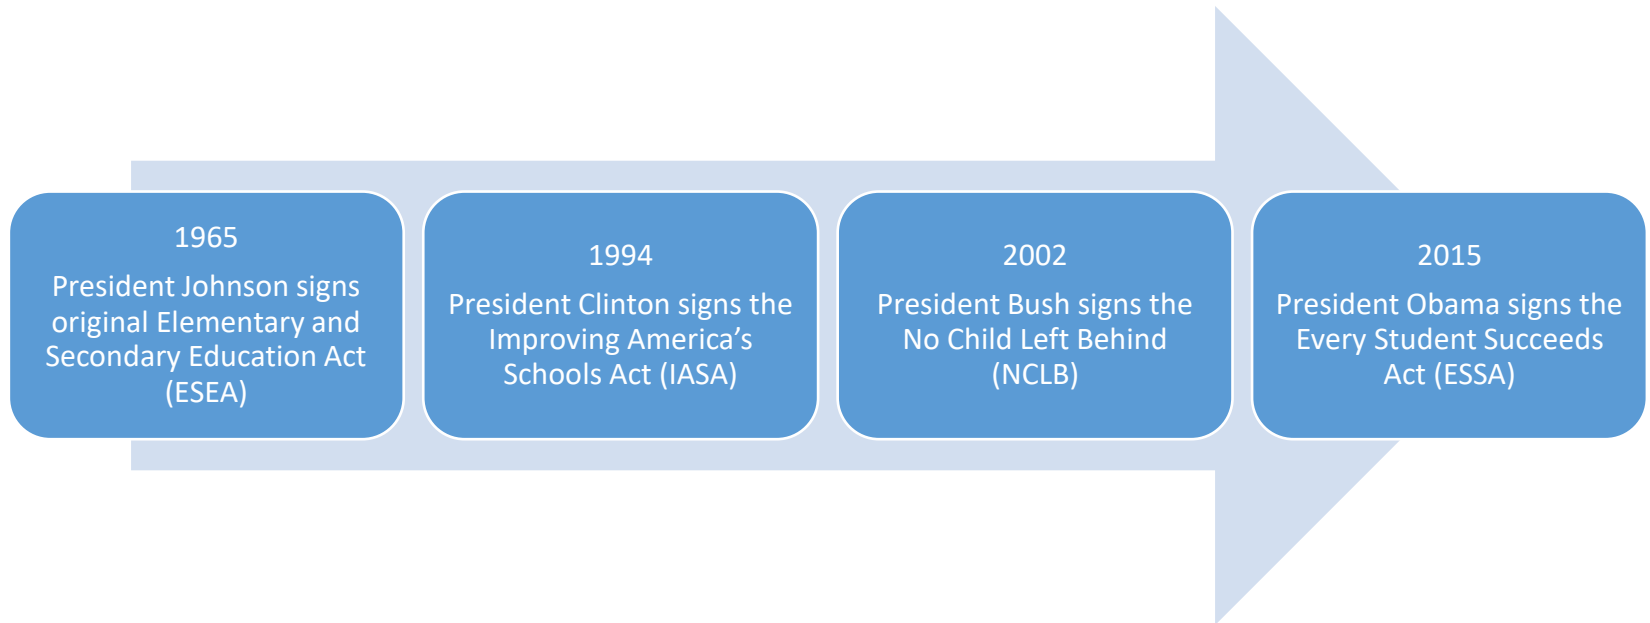 1965
President Johnson signs
original Elementary and
Secondary Education Act
(ESEA)
1994
President Clinton signs the
Improving America’s
Schools Act (IASA)
2002
President Bush signs the
No Child Left Behind
(NCLB)
2015
President Obama signs the
Every Student Succeeds
Act (ESSA)